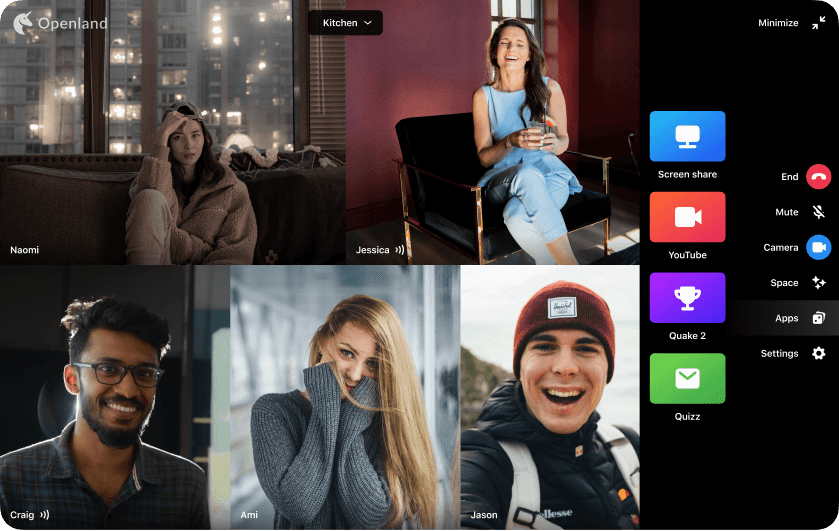 Openland
Kitchen
Minimize
Naomi
Jessica
Screen share
YouTube
Quake 2
Quizz
End
Mute
Camera
Space
Apps
Settings
Craig
Ami
Jason
Herschel
ellesse